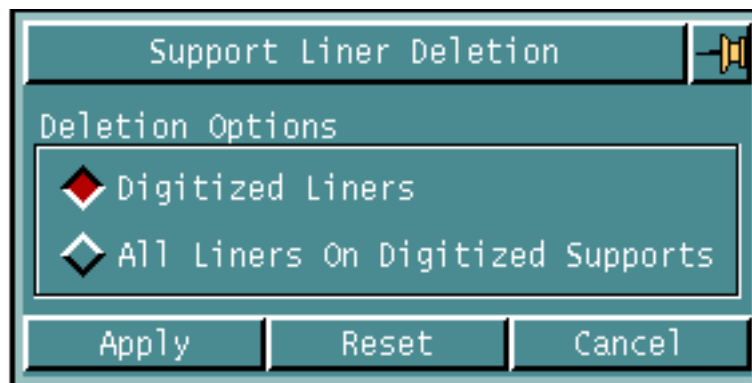 Support Liner Deletion
Deletion Options
Digitized Liners
All Liners On Digitized Supports
Apply Reset Cancel